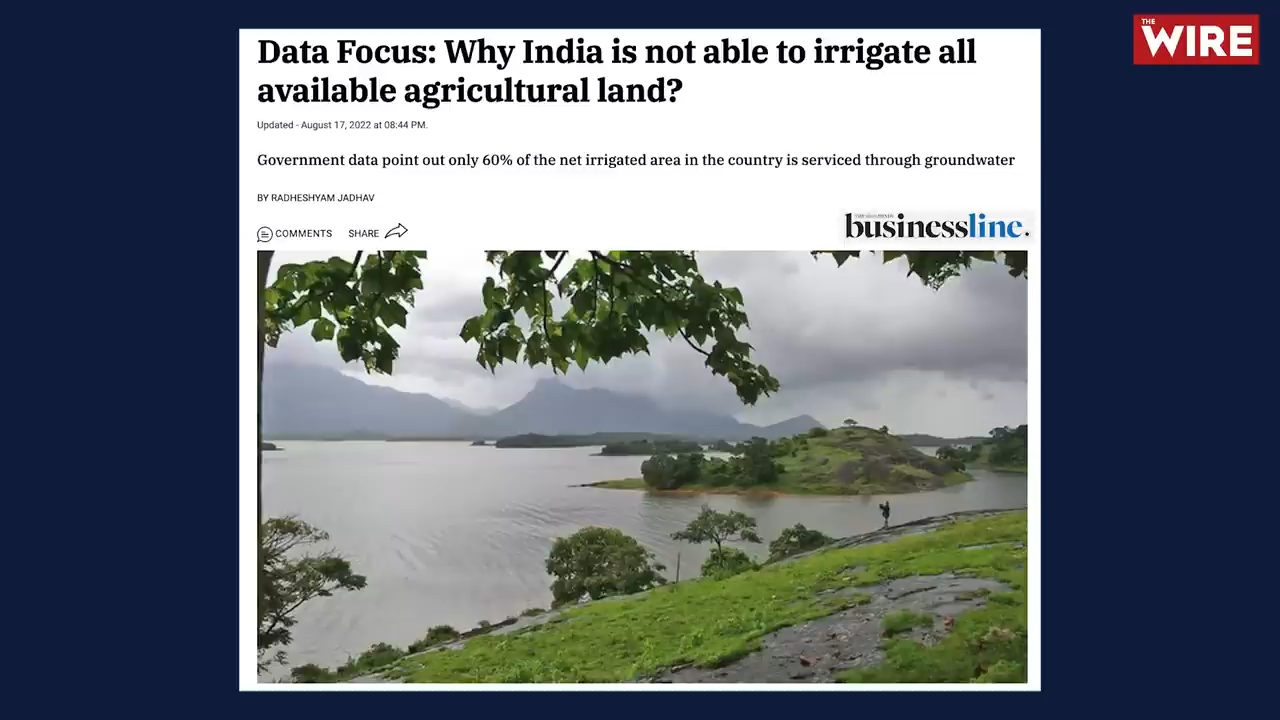 THE
WIRE
Data Focus: Why India is not able to irrigate all
available agricultural land?
Updated - August 17, 2022 at 08:44 PM.
Government data point out only 60% of the net irrigated area in the country is serviced through groundwater
BY RADHESHYAM JADHAV
COMMENTS SHARE
businessline.